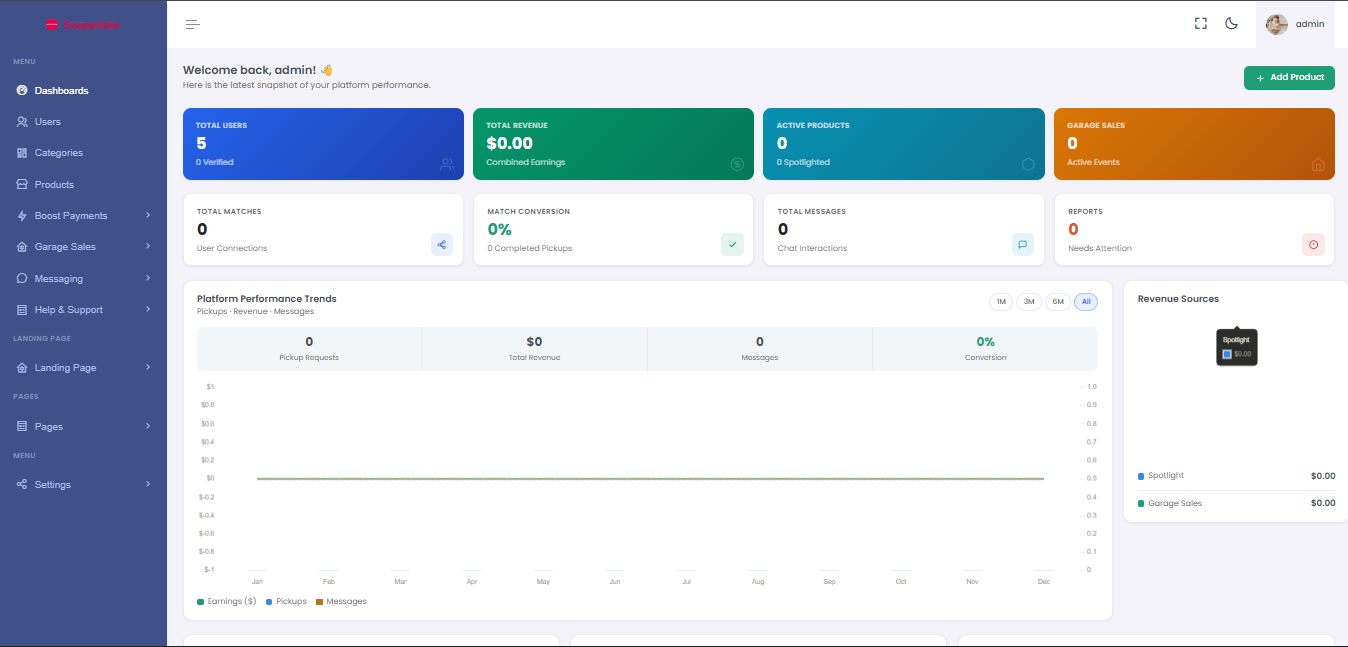 admin
MENU
Dashboards
Users
Categories
Products
Boost Payments
Garage Sales
Messaging
Help & Support
LANDING PAGE
Landing Page
PAGES
Pages
MENU
Settings
Welcome back, admin! 👋
Here is the latest snapshot of your platform performance.
+ Add Product
TOTAL USERS
5
0 Verified
TOTAL REVENUE
$0.00
Combined Earnings
ACTIVE PRODUCTS
0
0 Spotlighted
GARAGE SALES
0
Active Events
TOTAL MATCHES
0
User Connections
MATCH CONVERSION
0%
0 Completed Pickups
TOTAL MESSAGES
0
Chat Interactions
REPORTS
0
Needs Attention
Platform Performance Trends
Pickups · Revenue · Messages
1M 3M 6M All
0
Pickup Requests
$0
Total Revenue
0
Messages
0%
Conversion
$1
$0.8
$0.6
$0.4
$0.2
$0
$-0.2
$-0.4
$-0.6
$-0.8
$-1
1.0
0.9
0.8
0.7
0.6
0.5
0.4
0.3
0.2
0.1
0
Jan Feb Mar Apr May Jun Jul Aug Sep Oct Nov Dec
Earnings ($) Pickups Messages
Revenue Sources
Spotlight
$0.00
Spotlight $0.00
Garage Sales $0.00